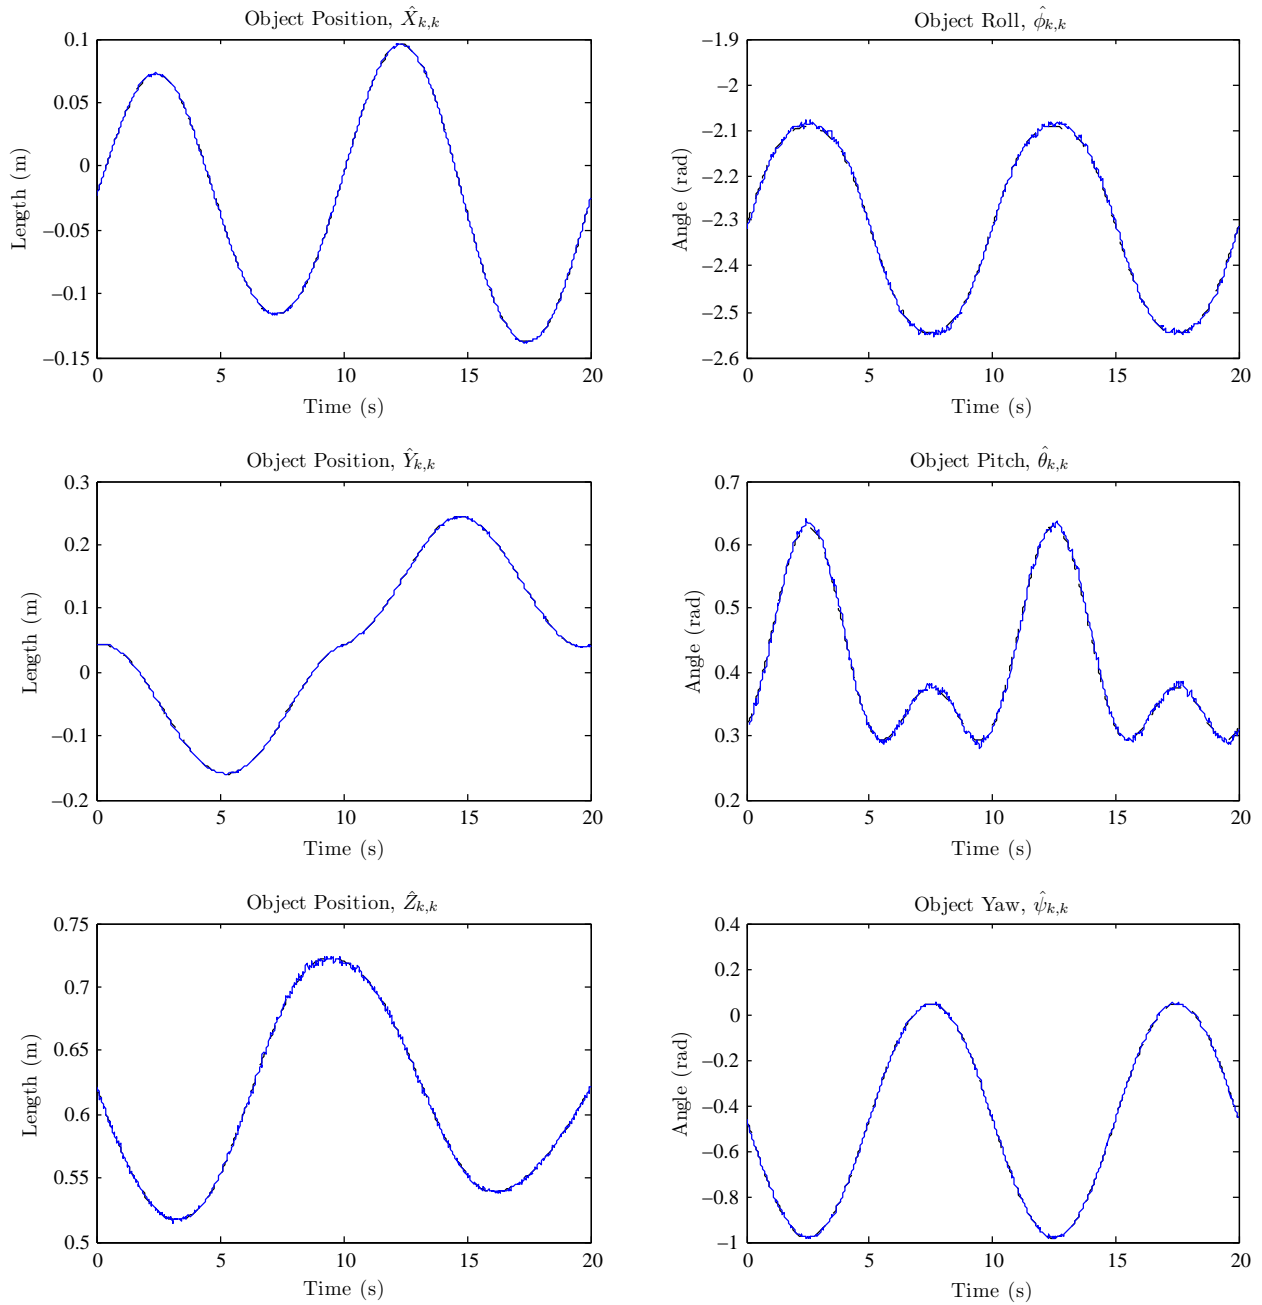 Object Position, X̂ₖ,ₖ
0.1
0.05
0
−0.05
−0.1
−0.15
Length (m)
0 5 10 15 20
Time (s)
Object Roll, φ̂ₖ,ₖ
−1.9
−2
−2.1
−2.2
−2.3
−2.4
−2.5
−2.6
Angle (rad)
0 5 10 15 20
Time (s)
Object Position, Ŷₖ,ₖ
0.3
0.2
0.1
0
−0.1
−0.2
Length (m)
0 5 10 15 20
Time (s)
Object Pitch, θ̂ₖ,ₖ
0.7
0.6
0.5
0.4
0.3
0.2
Angle (rad)
0 5 10 15 20
Time (s)
Object Position, Ẑₖ,ₖ
0.75
0.7
0.65
0.6
0.55
0.5
Length (m)
0 5 10 15 20
Time (s)
Object Yaw, ψ̂ₖ,ₖ
0.4
0.2
0
−0.2
−0.4
−0.6
−0.8
−1
Angle (rad)
0 5 10 15 20
Time (s)